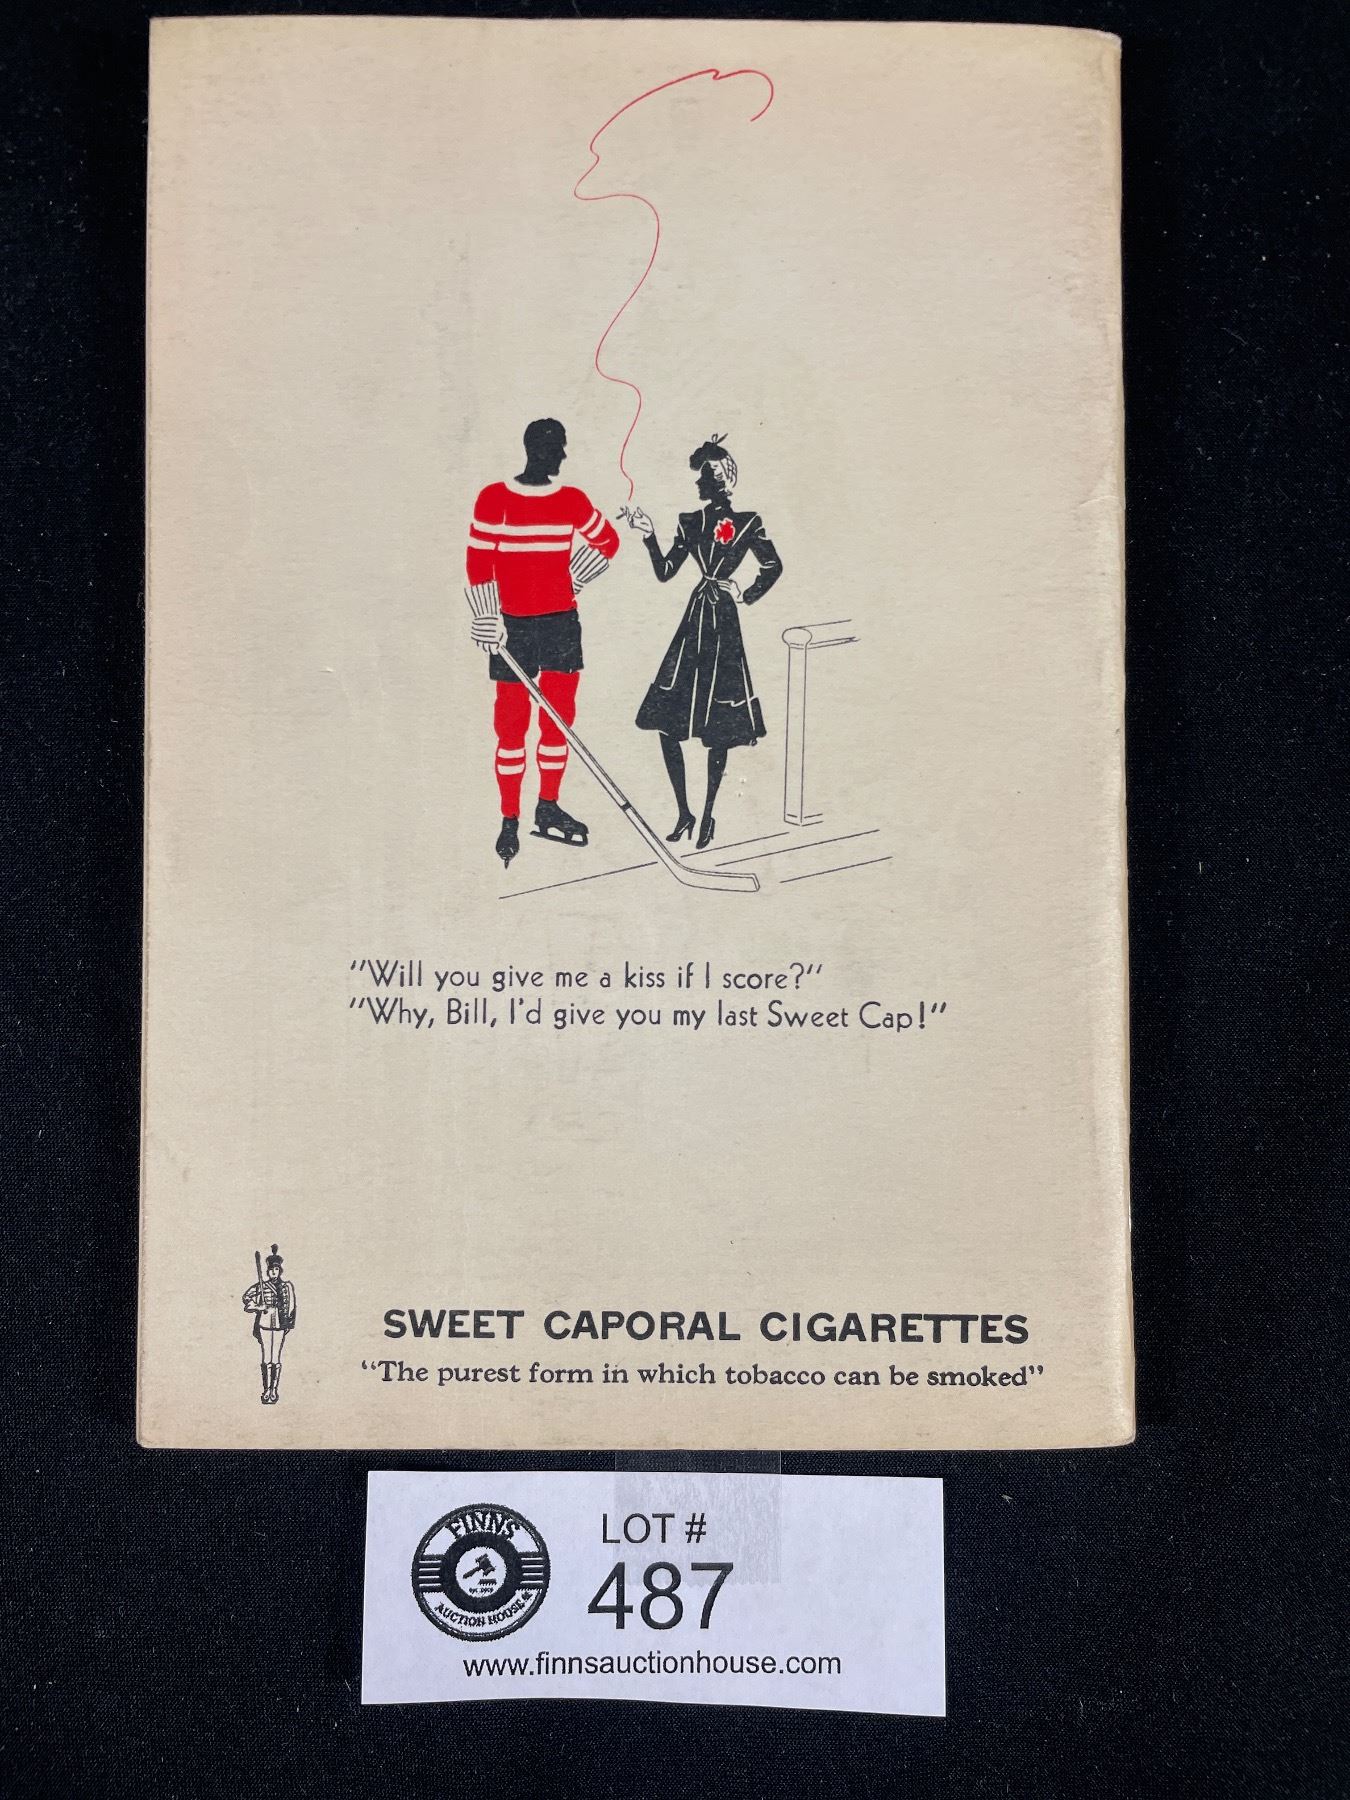 "Will you give me a kiss if I score?"
"Why, Bill, I'd give you my last Sweet Cap!"
SWEET CAPORAL CIGARETTES
"The purest form in which tobacco can be smoked"
FINNS
AUCTION HOUSE
LOT #
487
www.finnsauctionhouse.com